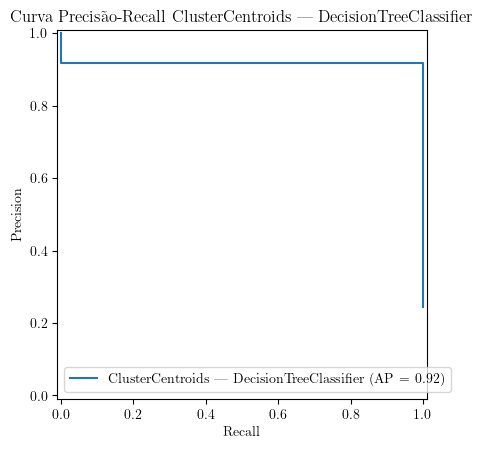 Curva Precisão-Recall ClusterCentroids — DecisionTreeClassifier
1.0
0.8
0.6
0.4
0.2
0.0
Precision
ClusterCentroids — DecisionTreeClassifier (AP = 0.92)
0.0 0.2 0.4 0.6 0.8 1.0
Recall